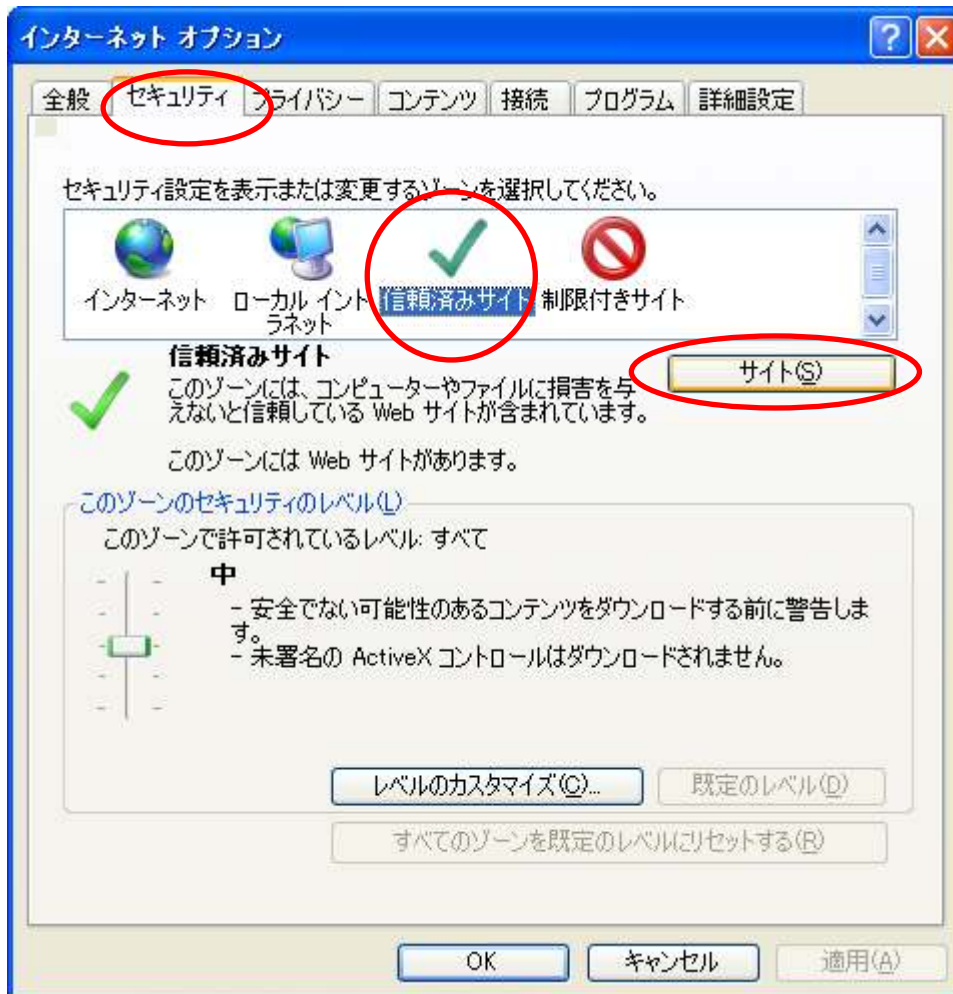 インターネット オプション
全般 セキュリティ プライバシー コンテンツ 接続 プログラム 詳細設定
セキュリティ設定を表示または変更するゾーンを選択してください。
インターネット ローカル イント 信頼済みサイト 制限付きサイト
ラネット
信頼済みサイト
サイト(S)
このゾーンには、コンピューターやファイルに損害を与
えないと信頼している Web サイトが含まれています。
このゾーンには Web サイトがあります。
このゾーンのセキュリティのレベル(L)
このゾーンで許可されているレベル: すべて
中
- 安全でない可能性のあるコンテンツをダウンロードする前に警告しま
す。
- 未署名の ActiveX コントロールはダウンロードされません。
レベルのカスタマイズ(C)... 既定のレベル(D)
すべてのゾーンを既定のレベルにリセットする(R)
OK キャンセル 適用(A)